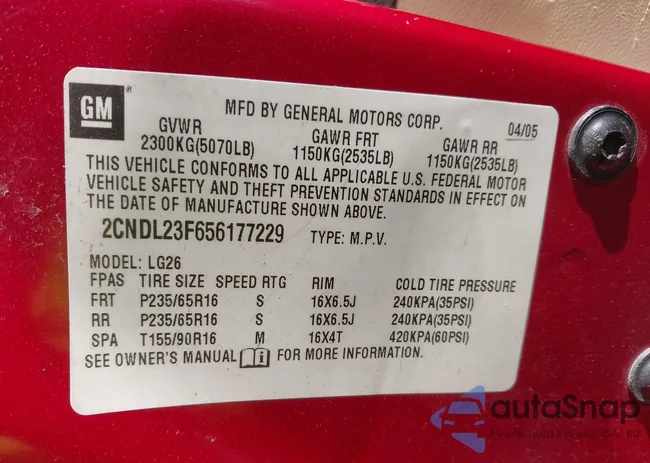 GM
MFD BY GENERAL MOTORS CORP. 04/05
GVWR GAWR FRT GAWR RR
2300KG(5070LB) 1150KG(2535LB) 1150KG(2535LB)
THIS VEHICLE CONFORMS TO ALL APPLICABLE U.S. FEDERAL MOTOR
VEHICLE SAFETY AND THEFT PREVENTION STANDARDS IN EFFECT ON
THE DATE OF MANUFACTURE SHOWN ABOVE.
2CNDL23F656177229 TYPE: M.P.V.
MODEL: LG26
FPAS TIRE SIZE SPEED RTG RIM COLD TIRE PRESSURE
FRT P235/65R16 S 16X6.5J 240KPA(35PSI)
RR P235/65R16 S 16X6.5J 240KPA(35PSI)
SPA T155/90R16 M 16X4T 420KPA(60PSI)
SEE OWNER'S MANUAL FOR MORE INFORMATION.
autoSnap